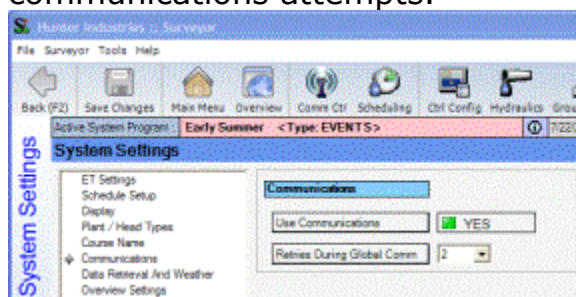 communications attempts.
Hunter Industries :: Surveyor
File Surveyor Tools Help
Back (F2) Save Changes Main Menu Overview Comm Ctr Scheduling Ctrl Config Hydraulics
Active System Program Early Summer <Type: EVENTS>
System Settings
System Settings
ET Settings
Schedule Setup
Display
Plant / Head Types
Course Name
Communications
Data Retrieval And Weather
Overview Settings
Communications
Use Communications YES
Retries During Global Comm 2